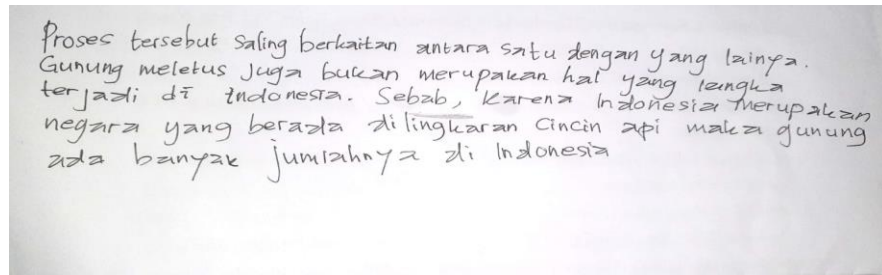 Proses tersebut saling berkaitan antara satu dengan yang lainya.
Gunung meletus juga bukan merupakan hal yang langka
terjadi di indonesia. Sebab, Karena Indonesia merupakan
negara yang berada di lingkaran Cincin api maka gunung
ada banyak jumlahnya di Indonesia